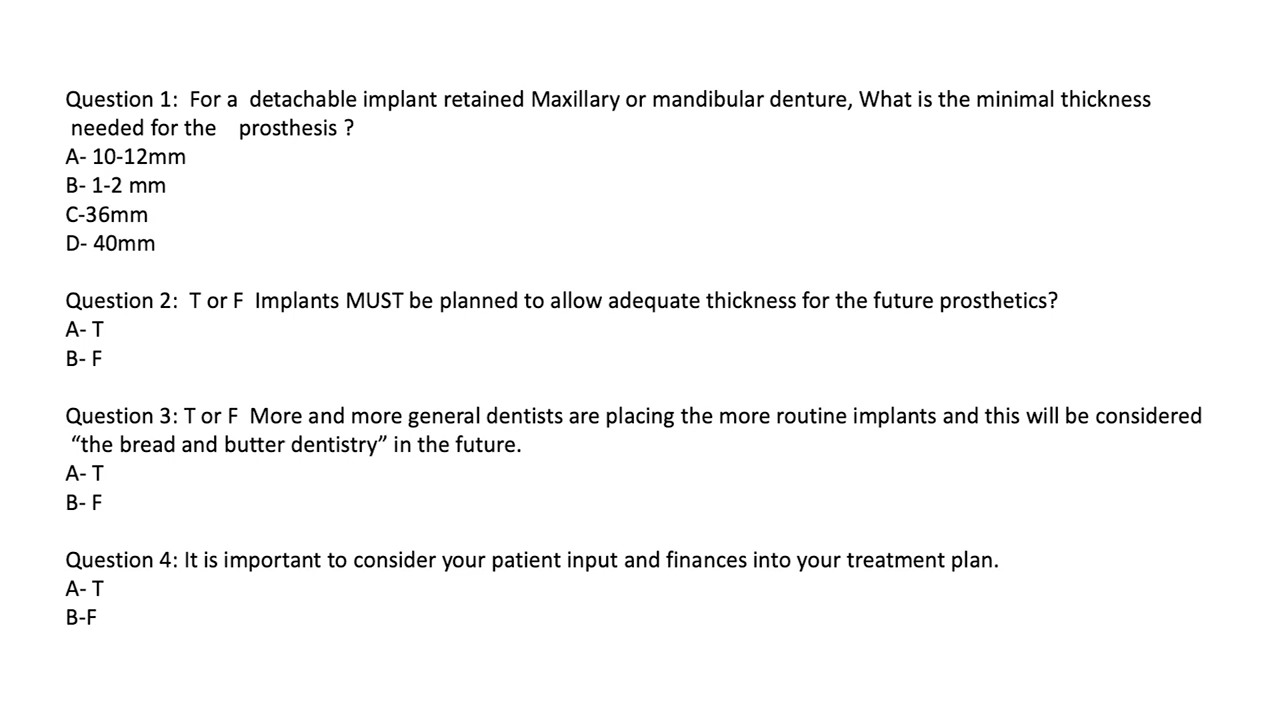 Question 1:  For a  detachable implant retained Maxillary or mandibular denture, What is the minimal thickness
needed for the    prosthesis ?
A- 10-12mm
B- 1-2 mm
C-36mm
D- 40mm
Question 2:  T or F  Implants MUST be planned to allow adequate thickness for the future prosthetics?
A- T
B- F
Question 3: T or F  More and more general dentists are placing the more routine implants and this will be considered
“the bread and butter dentistry” in the future.
A- T
B- F
Question 4: It is important to consider your patient input and finances into your treatment plan.
A- T
B-F